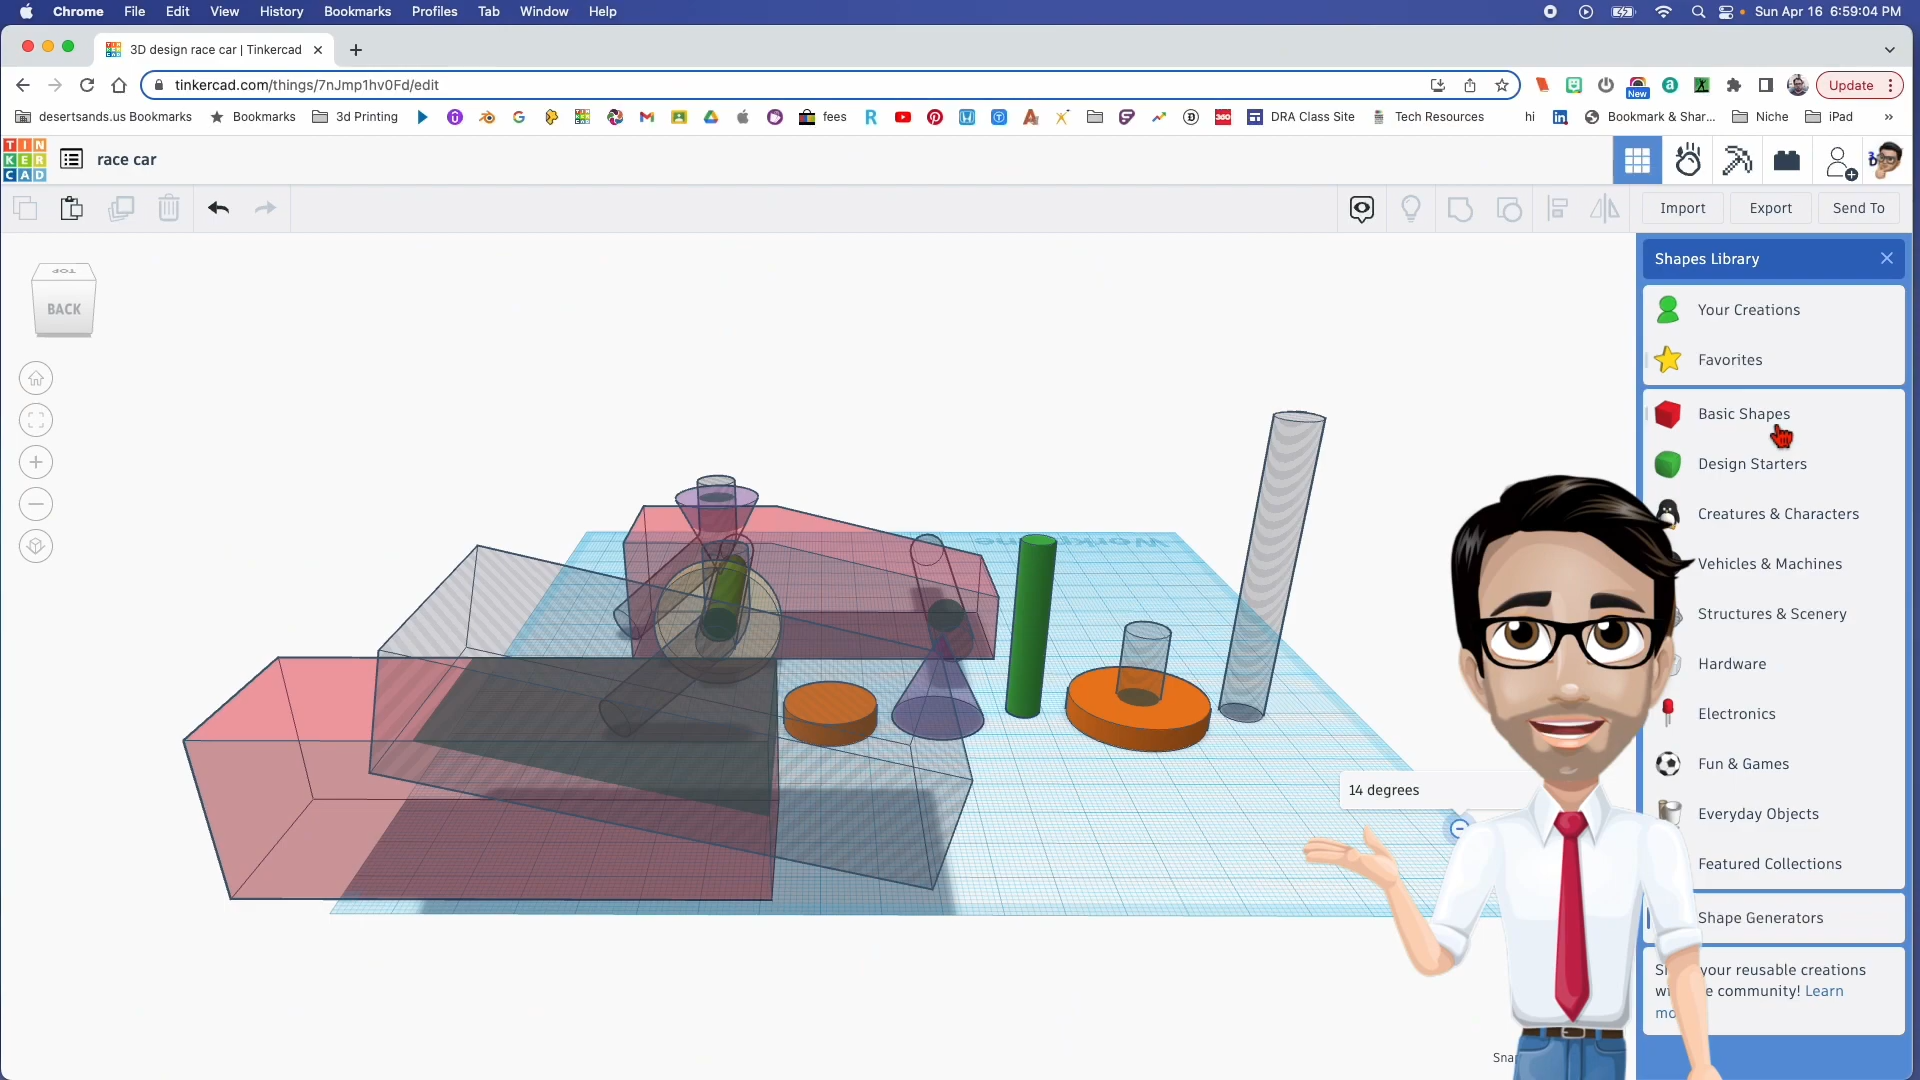 Chrome File Edit View History Bookmarks Profiles Tab Window Help Sun Apr 16 6:59:04 PM
3D design race car | Tinkercad
tinkercad.com/things/7nJmp1hv0Fd/edit New Update
desertsands.us Bookmarks Bookmarks 3d Printing fees DRA Class Site Tech Resources hi Bookmark & Shar... Niche iPad »
TIN
KER
CAD
race car
Import Export Send To
TOP
BACK
Workplane
Shapes Library
Your Creations
Favorites
Basic Shapes
Design Starters
Creatures & Characters
Vehicles & Machines
Structures & Scenery
Hardware
Electronics
14 degrees
Fun & Games
Everyday Objects
Featured Collections
Shape Generators
your reusable creations
community! Learn